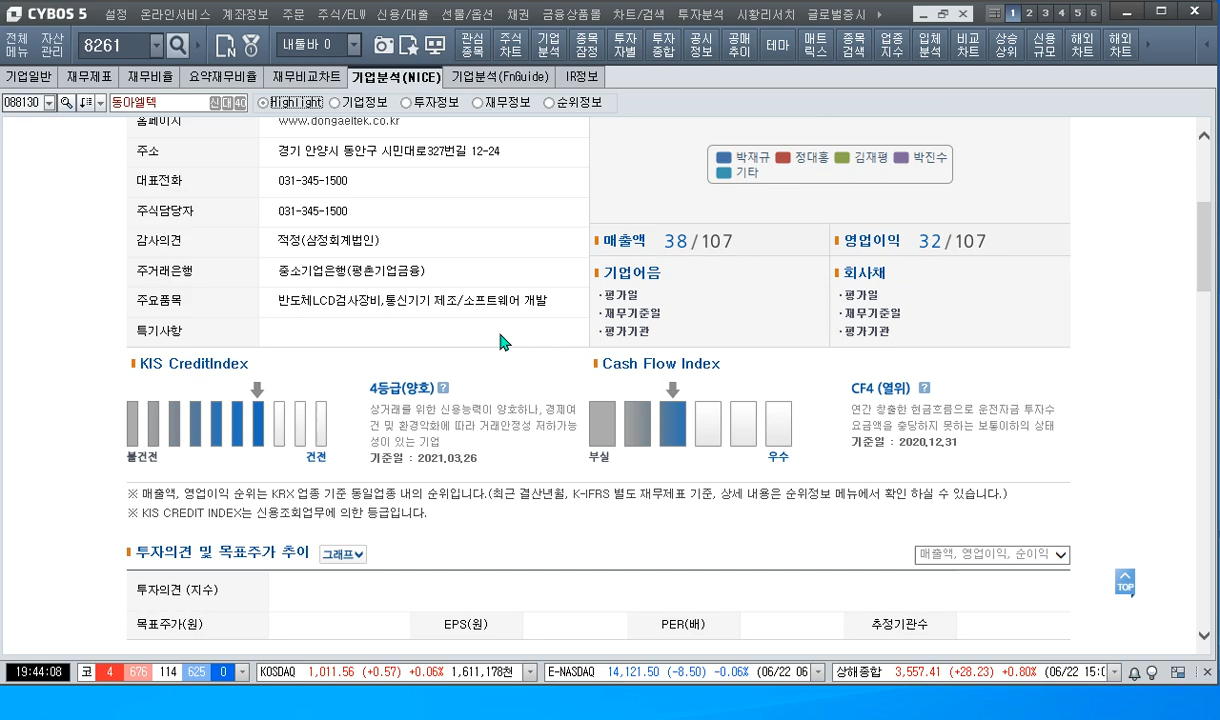 CYBOS 5 설정 온라인서비스 계좌정보 주문 주식/ELW 신용/대출 선물/옵션 채권 금융상품몰 차트/검색 투자분석 시황리서치 글로벌증시 1 2 3 4 5 6
전체메뉴 자산관리 8261 내툴바 0 관심종목 주식차트 기업분석 종목잠정 투자자별 투자종합 공시정보 공매추이 테마 매트릭스 종목검색 업종지수 입체분석 비교차트 상승상위 신용규모 해외차트 해외차트
기업일반 재무제표 재무비율 요약재무비율 재무비교차트 기업분석(NICE) 기업분석(FnGuide) IR정보
088130 동아엘텍 신 대 40 Highlight 기업정보 투자정보 재무정보 순위정보
홈페이지 www.dongaeltek.co.kr
주소 경기 안양시 동안구 시민대로327번길 12-24
대표전화 031-345-1500
주식담당자 031-345-1500
감사의견 적정(삼정회계법인)
주거래은행 중소기업은행(평촌기업금융)
주요품목 반도체LCD검사장비,통신기기 제조/소프트웨어 개발
특기사항
박재규 정대홍 김재평 박진수
기타
매출액 38/107 영업이익 32/107
기업어음 회사채
·평가일 ·평가일
·재무기준일 ·재무기준일
·평가기관 ·평가기관
KIS CreditIndex
불건전 건전
4등급(양호) ?
상거래를 위한 신용능력이 양호하나, 경제여
건 및 환경악화에 따라 거래안정성 저하가능
성이 있는 기업
기준일 : 2021.03.26
Cash Flow Index
부실 우수
CF4 (열위) ?
연간 창출한 현금흐름으로 운전자금 투자수
요금액을 충당하지 못하는 보통이하의 상태
기준일 : 2020.12.31
※ 매출액, 영업이익 순위는 KRX 업종 기준 동일업종 내의 순위입니다.(최근 결산년월, K-IFRS 별도 재무제표 기준, 상세 내용은 순위정보 메뉴에서 확인 하실 수 있습니다.)
※ KIS CREDIT INDEX는 신용조회업무에 의한 등급입니다.
투자의견 및 목표주가 추이 그래프 매출액, 영업이익, 순이익
투자의견 (지수)
목표주가(원) EPS(원) PER(배) 추정기관수
TOP
19:44:08 코 4 676 114 625 0 KOSDAQ 1,011.56 (+0.57) +0.06% 1,611,178천 E-NASDAQ 14,121.50 (-8.50) -0.06% (06/22 06 상해종합 3,557.41 (+28.23) +0.80% (06/22 15:0